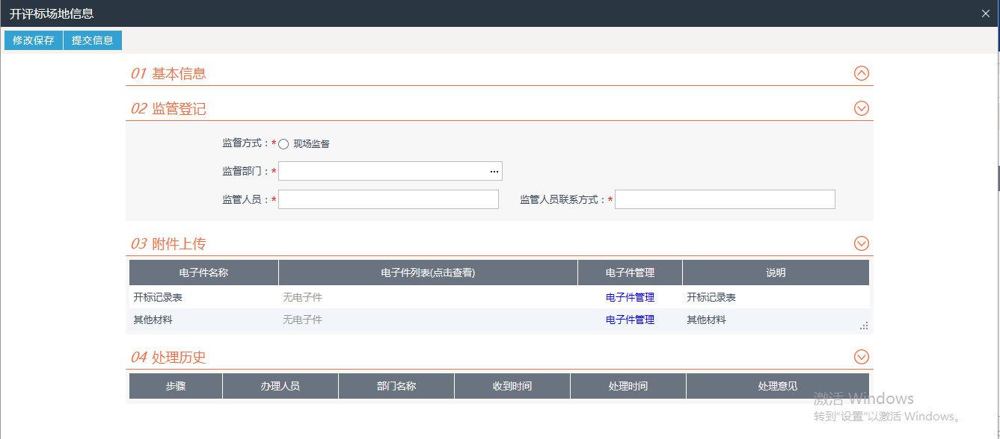 开评标场地信息
修改保存 提交信息
01 基本信息
02 监管登记
监督方式：* 现场监督
监督部门：* ...
监管人员：* 监管人员联系方式：*
03 附件上传
电子件名称 电子件列表(点击查看) 电子件管理 说明
开标记录表 无电子件 电子件管理 开标记录表
其他材料 无电子件 电子件管理 其他材料
04 处理历史
步骤 办理人员 部门名称 收到时间 处理时间 处理意见
激活 Windows
转到"设置"以激活 Windows。